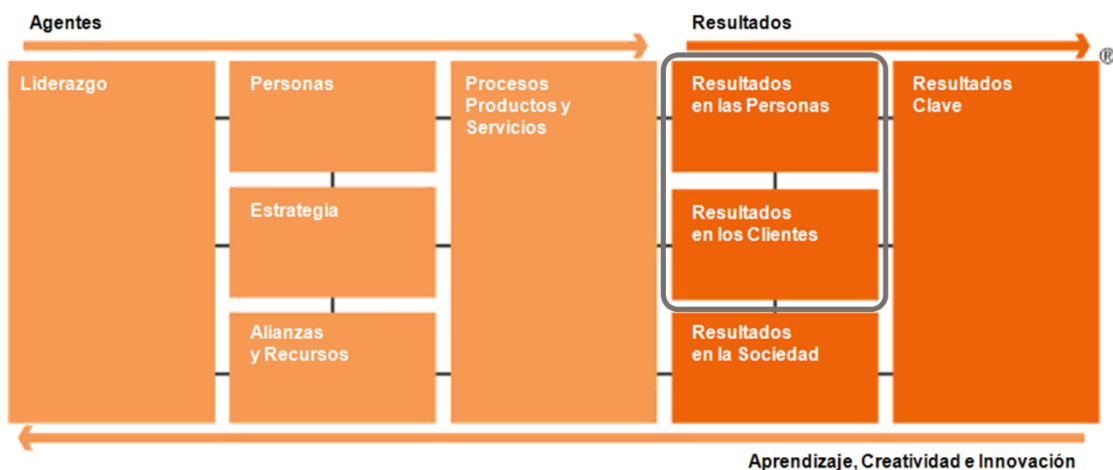 Agentes
Resultados
®
Liderazgo
Personas
Procesos
Productos y
Servicios
Resultados
en las Personas
Resultados
Clave
Estrategia
Resultados
en los Clientes
Alianzas
y Recursos
Resultados
en la Sociedad
Aprendizaje, Creatividad e Innovación